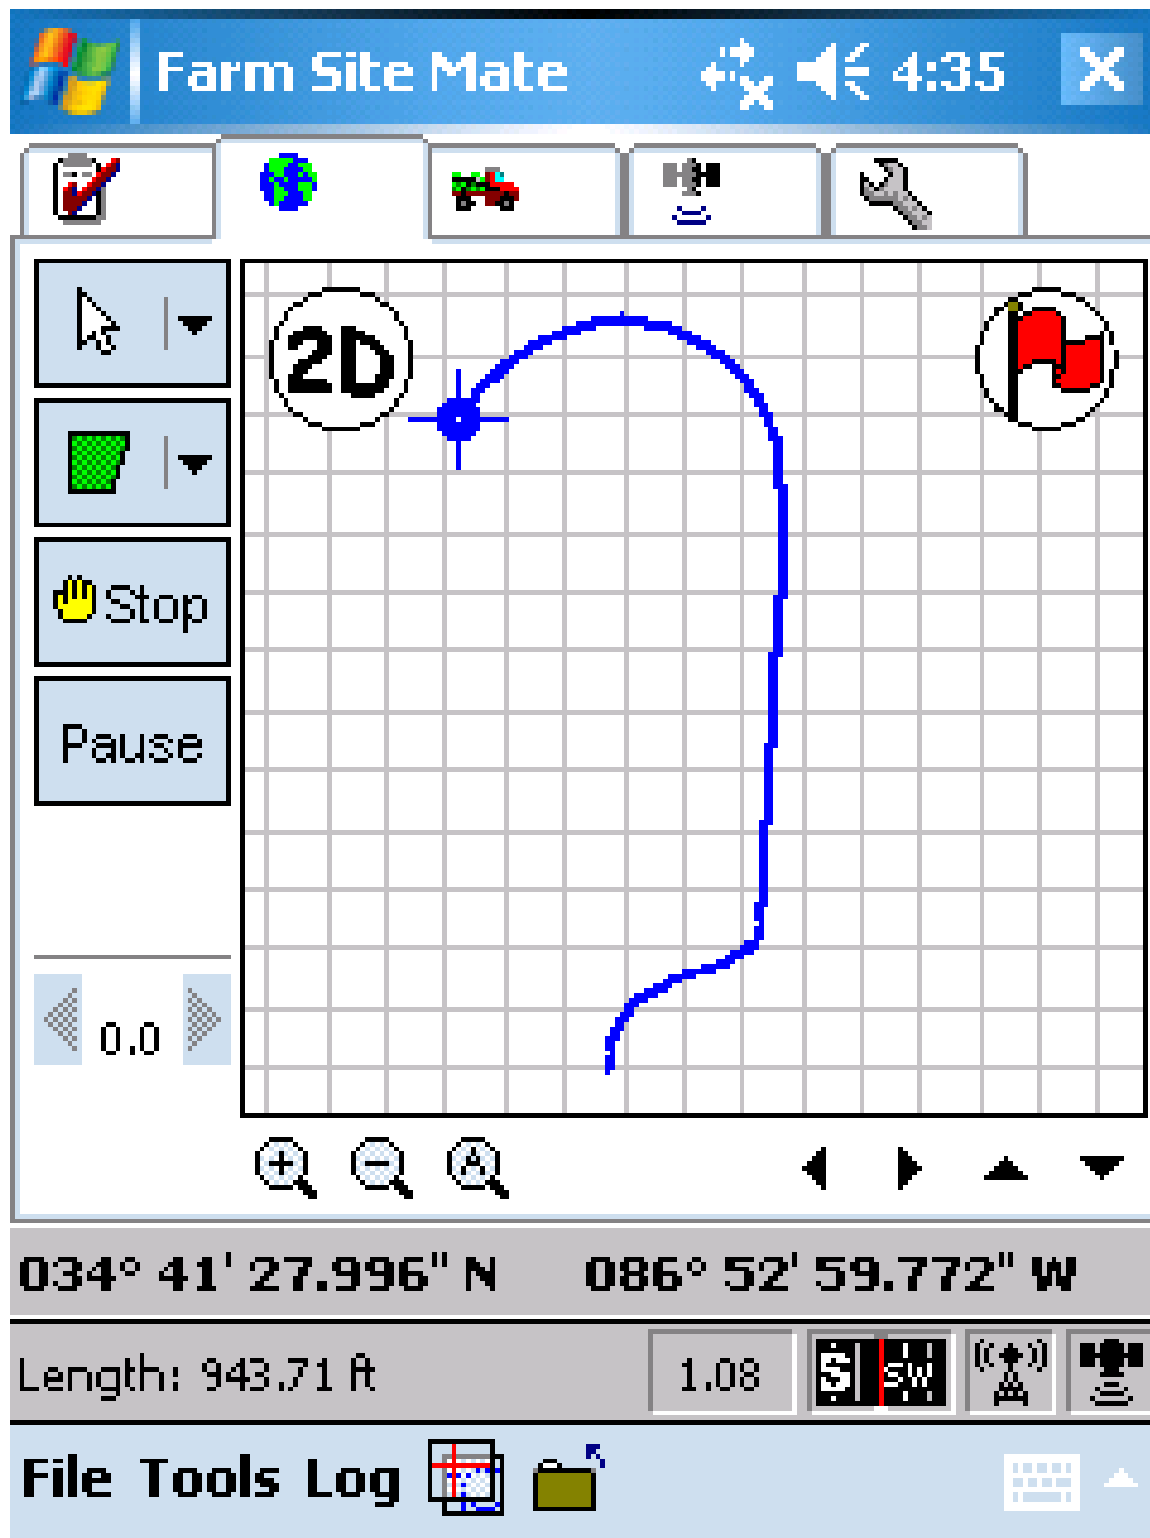 Farm Site Mate 4:35
2D
Stop
Pause
0.0
A
034° 41' 27.996" N 086° 52' 59.772" W
Length: 943.71 ft 1.08 S SW
File Tools Log